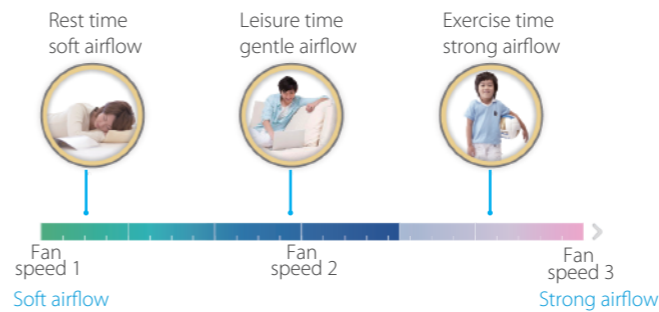 Rest time
soft airflow
Leisure time
gentle airflow
Exercise time
strong airflow
Fan
speed 1
Fan
speed 2
Fan
speed 3
Soft airflow
Strong airflow